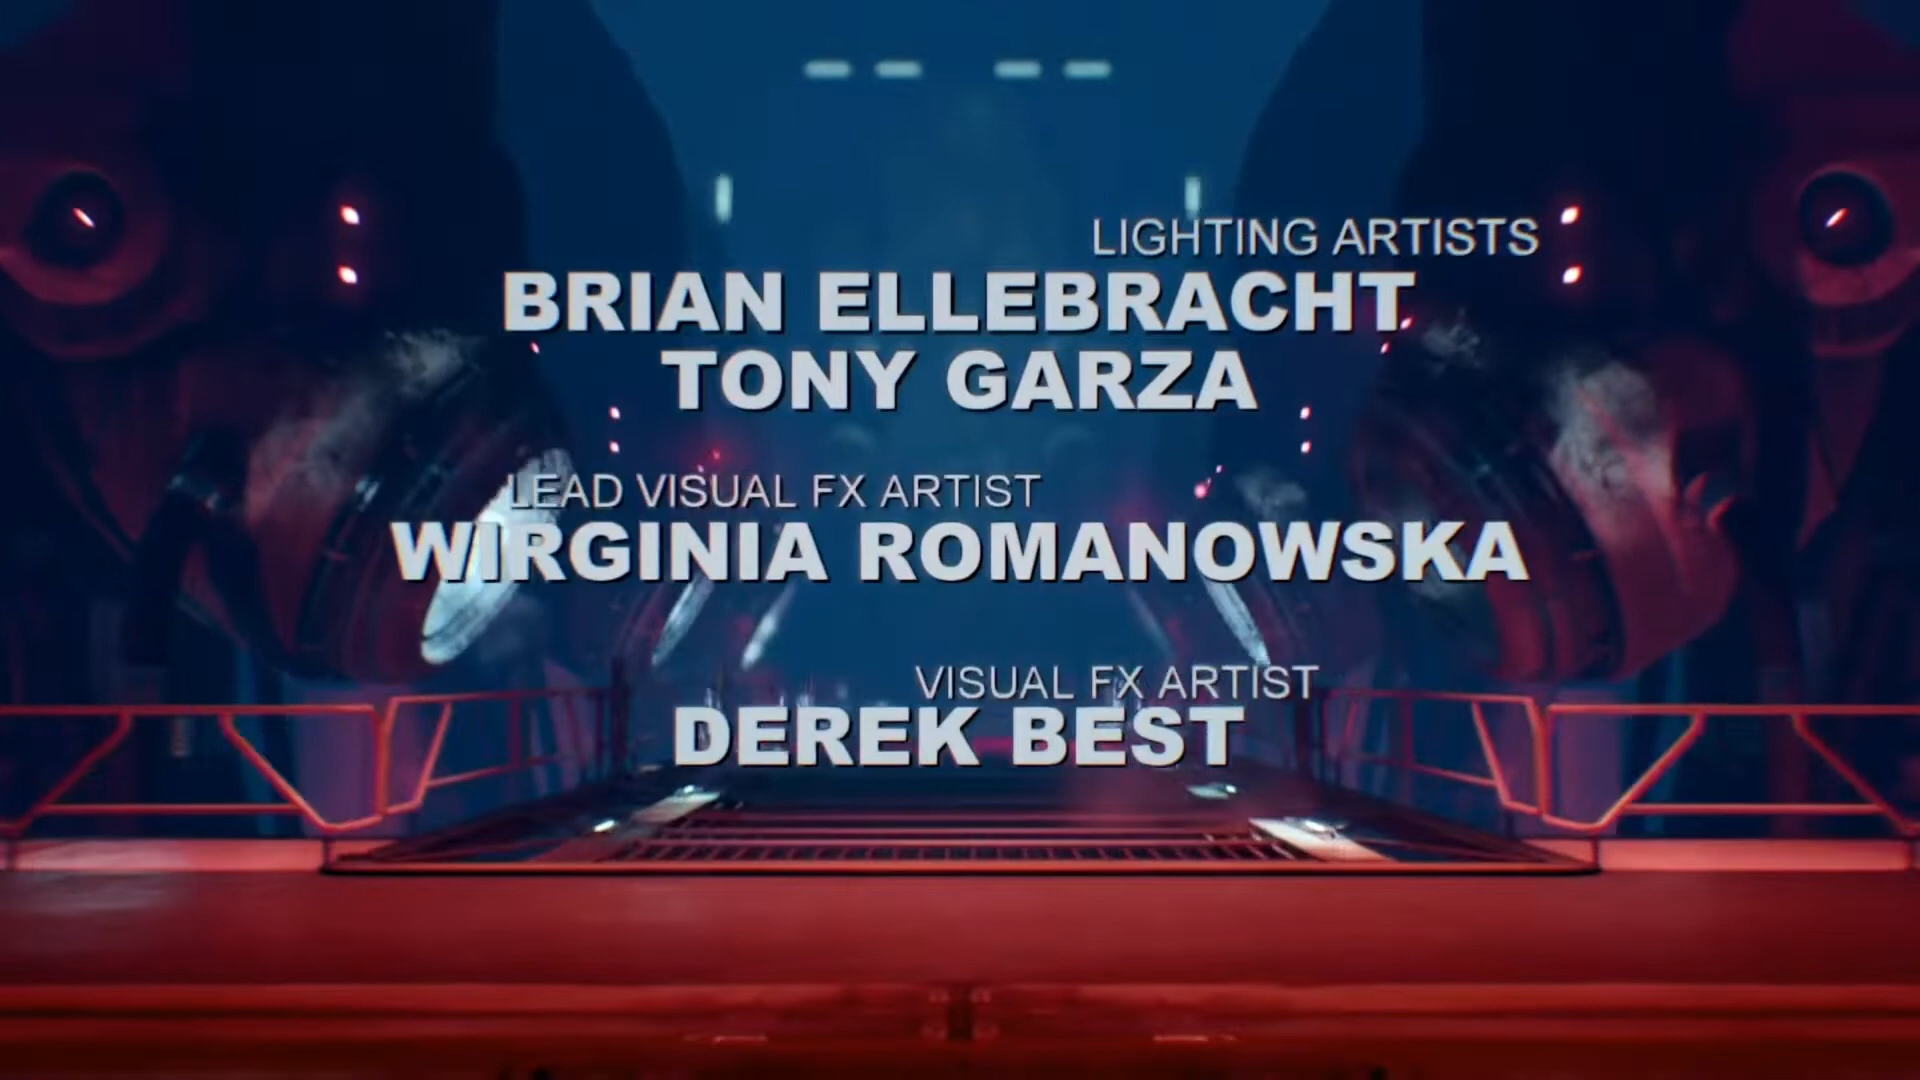 LIGHTING ARTISTS
BRIAN ELLEBRACHT
TONY GARZA
LEAD VISUAL FX ARTIST
WIRGINIA ROMANOWSKA
VISUAL FX ARTIST
DEREK BEST